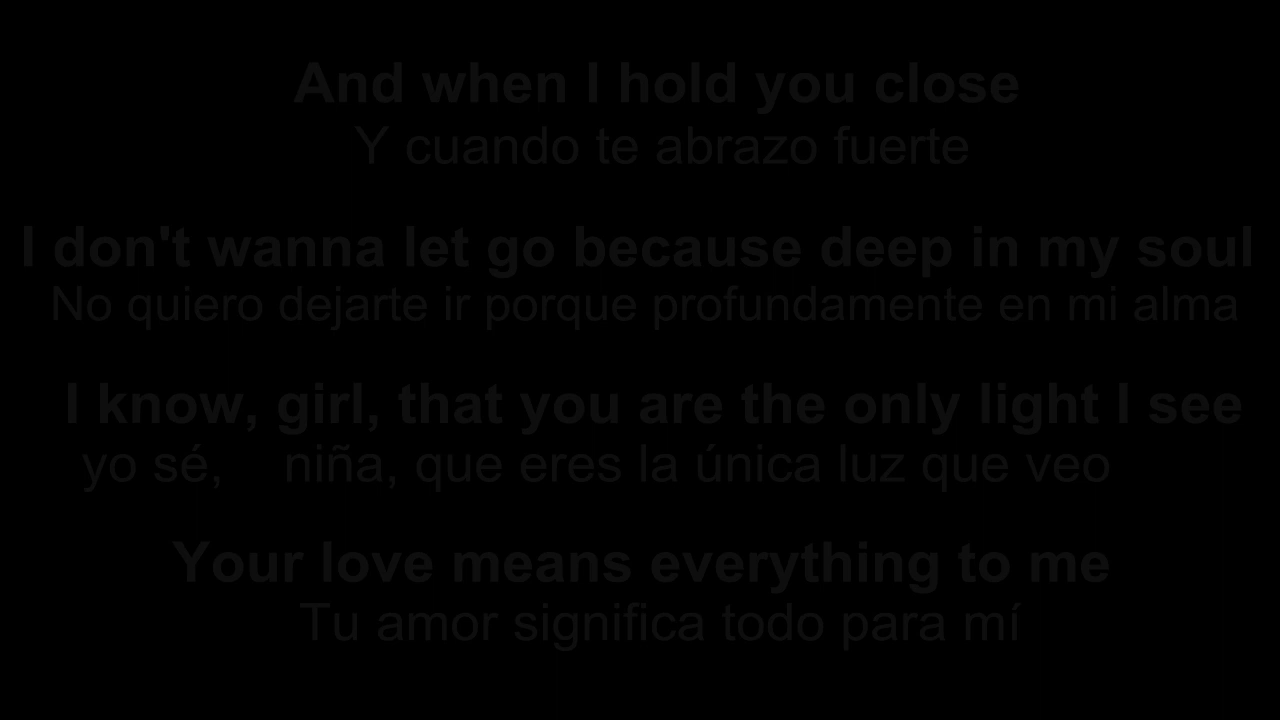 And when I hold you close
Y cuando te abrazo fuerte
I don't wanna let go because deep in my soul
No quiero dejarte ir porque profundamente en mi alma
I know, girl, that you are the only light I see
yo sé, niña, que eres la única luz que veo
Your love means everything to me
Tu amor significa todo para mí